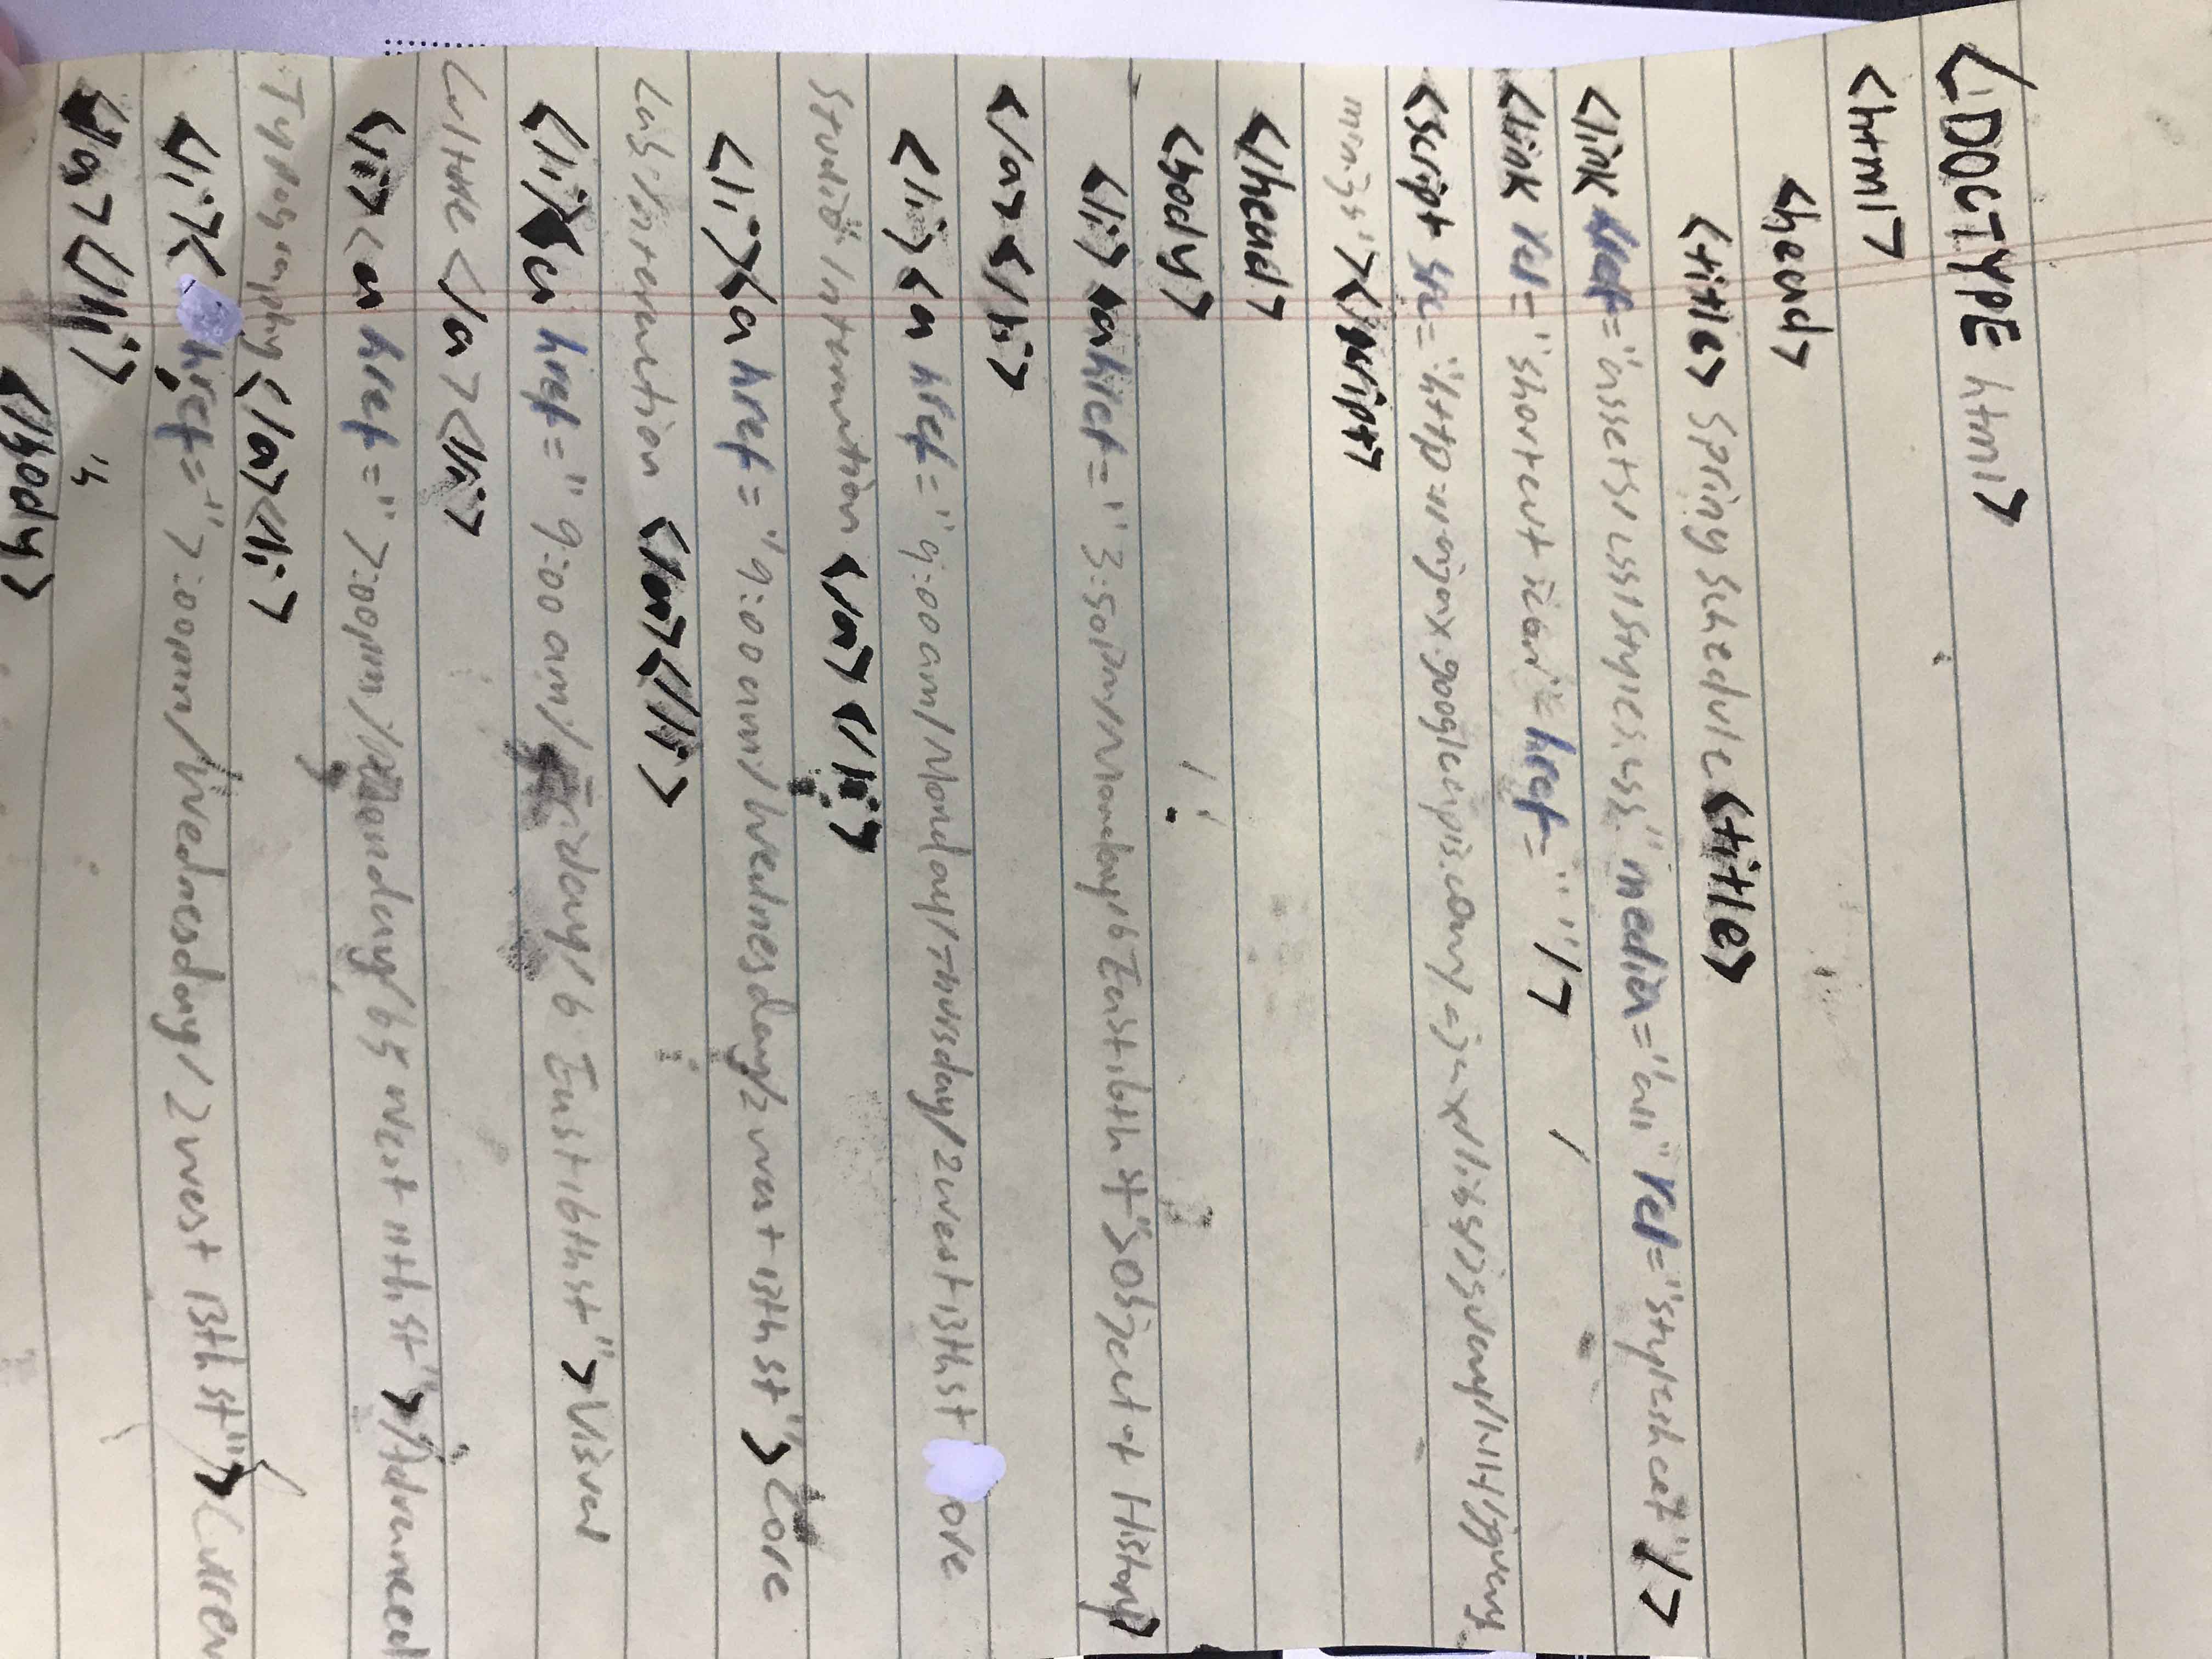 <!DOCTYPE html>
<html>
<head>
<title> Spring Schedule <title>
<link href="assets/css/styles.css" media="all" rel="stylesheet"/>
<link rel="shortcut icon" href=" "/>
<script src="http://ajax.googleapis.com/ajax/libs/jquery/1.11.1/jquery.
min.js"></script>
</head>
<body>
<li><a href="3:50pm/Monday/6 East 16th st">Object + History
</a></li>
<li><a href="9:00am/Monday/Thursday/2 west 13th st ore
Studio Interaction </a></li>
<li><a href="9:00am/Wednesday/2 west 13th st">Core
Lab: Interaction </a></li>
<li><a href="9:00am/Friday/6 East 16th st">Visual
Culture </a></li>
<li><a href="7:00pm/Monday/65 West 11th st">Advanced
Typography </a></li>
<li>< href="7:00pm/Wednesday/2 west 13th st">Curren
</a></li>
</body>